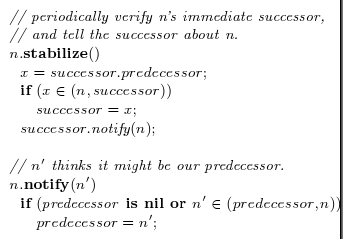 // periodically verify n's immediate successor,
// and tell the successor about n.
n.stabilize()
x = successor.predecessor;
if (x ∈ (n, successor))
successor = x;
successor.notify(n);
// n′ thinks it might be our predecessor.
n.notify(n′)
if (predecessor is nil or n′ ∈ (predecessor, n))
predecessor = n′;